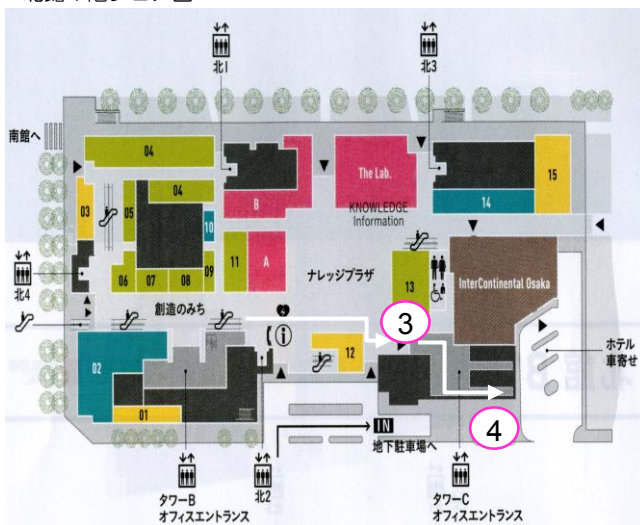 北1
北3
南館へ
04
The Lab.
15
04
03
05
B
14
10
KNOWLEDGE
Information
06
07
08
09
11
A
ナレッジプラザ
13
InterContinental Osaka
北4
創造のみち
3
12
ホテル
車寄せ
02
01
4
IN
地下駐車場へ
北2
タワーB
オフィスエントランス
タワーC
オフィスエントランス